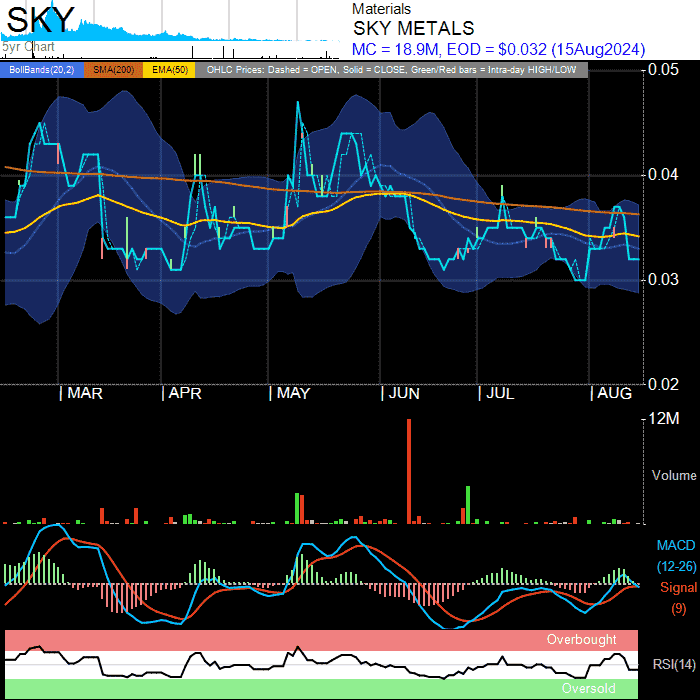 SKY
Materials
SKY METALS
5yr Chart
MC = 18.9M, EOD = $0.032 (15Aug2024)
BollBands(20,2) SMA(200) EMA(50) OHLC Prices: Dashed = OPEN, Solid = CLOSE, Green/Red bars = Intra-day HIGH/LOW
0.05
0.04
0.03
0.02
| MAR | APR | MAY | JUN | JUL | AUG
12M
Volume
MACD
(12-26)
Signal
(9)
Overbought
RSI(14)
Oversold